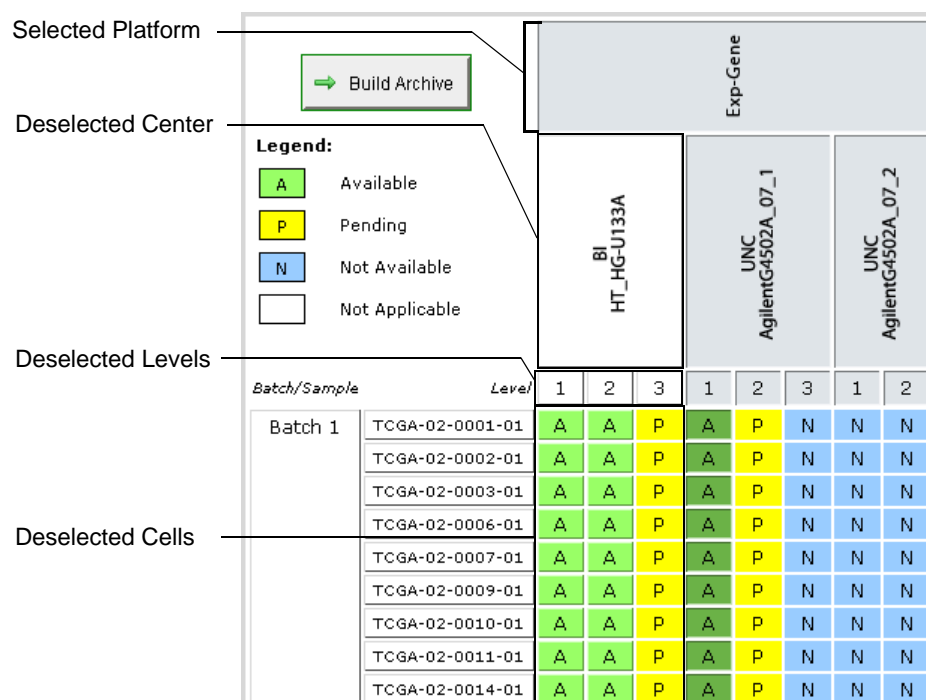 Selected Platform
Build Archive
Exp-Gene
Deselected Center
Legend:
A Available
P Pending
N Not Available
Not Applicable
BI
HT_HG-U133A
UNC
AgilentG4502A_07_1
UNC
AgilentG4502A_07_2
Deselected Levels
Batch/Sample Level 1 2 3 1 2 3 1 2
Batch 1 TCGA-02-0001-01 A A P A P N N N
TCGA-02-0002-01 A A P A P N N N
TCGA-02-0003-01 A A P A P N N N
TCGA-02-0006-01 A A P A P N N N
Deselected Cells
TCGA-02-0007-01 A A P A P N N N
TCGA-02-0009-01 A A P A P N N N
TCGA-02-0010-01 A A P A P N N N
TCGA-02-0011-01 A A P A P N N N
TCGA-02-0014-01 A A P A P N N N